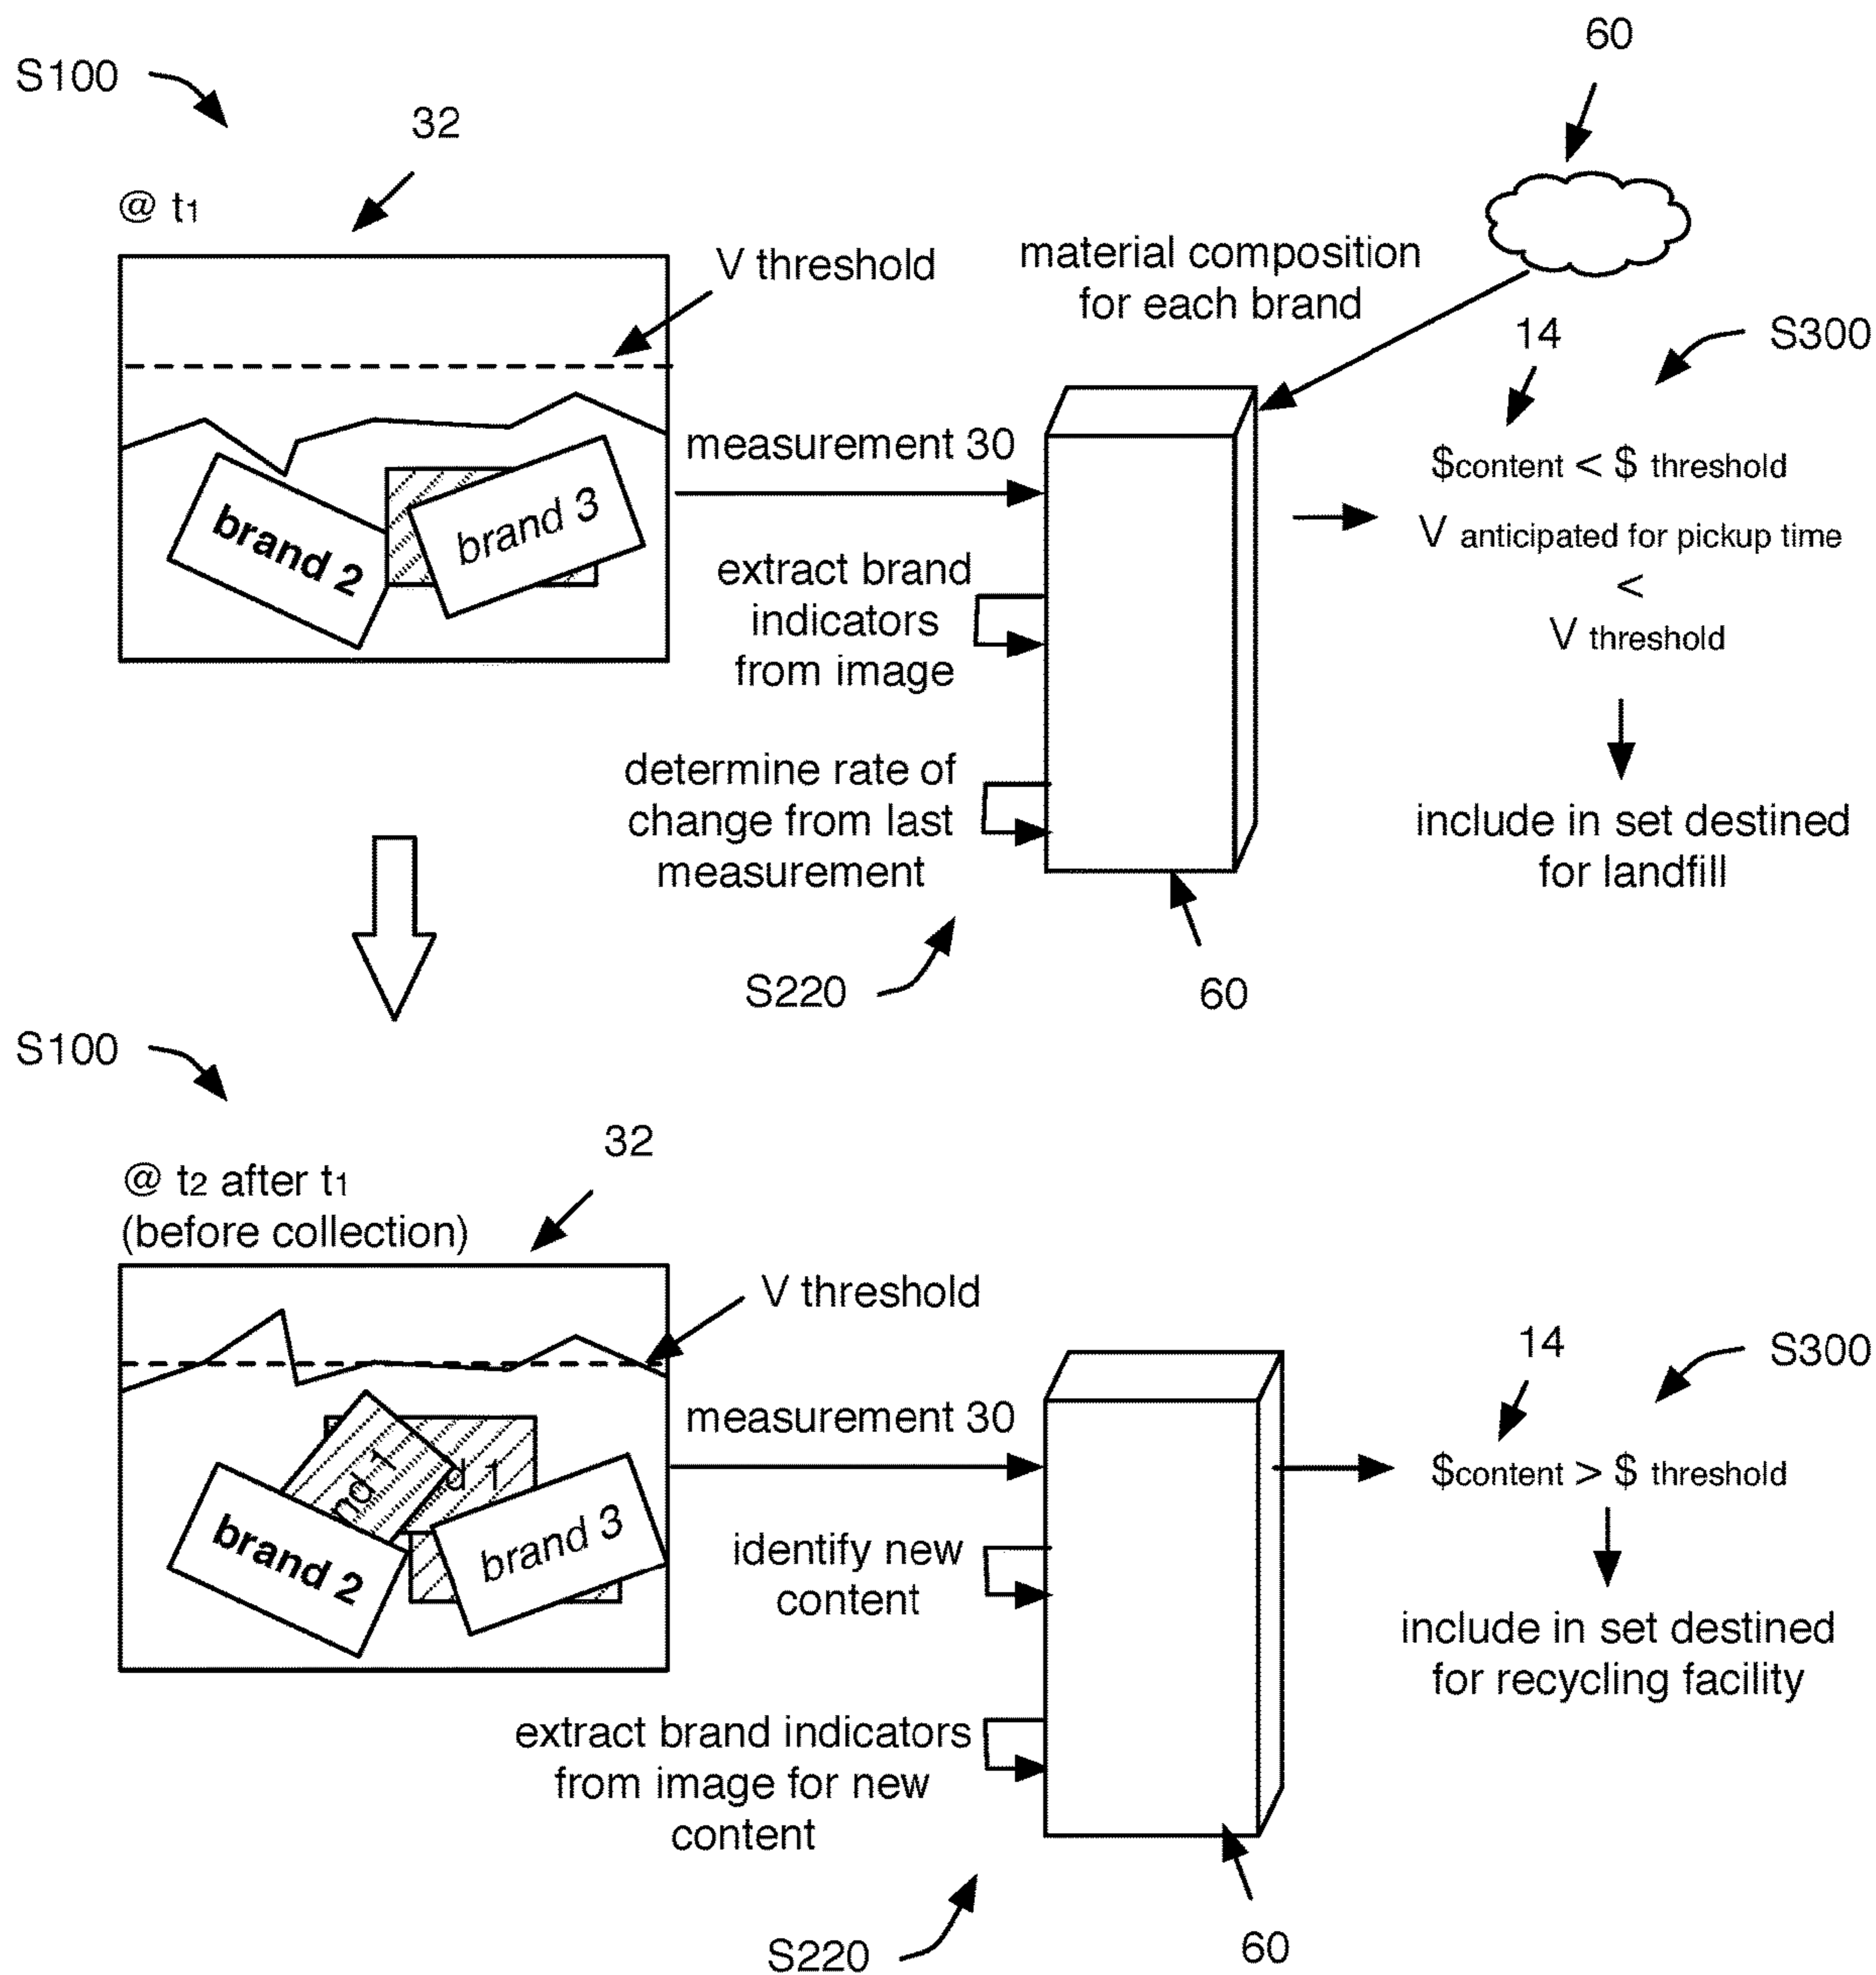 S100
32
60
@ t1
V threshold
material composition
for each brand
14
S300
measurement 30
$content < $ threshold
brand 2
brand 3
V anticipated for pickup time
<
V threshold
extract brand
indicators
from image
determine rate of
change from last
measurement
include in set destined
for landfill
S220
60
S100
32
@ t2 after t1
(before collection)
V threshold
14
S300
measurement 30
$content > $ threshold
nd 1
d 1
brand 2
brand 3
identify new
content
include in set destined
for recycling facility
extract brand indicators
from image for new
content
S220
60